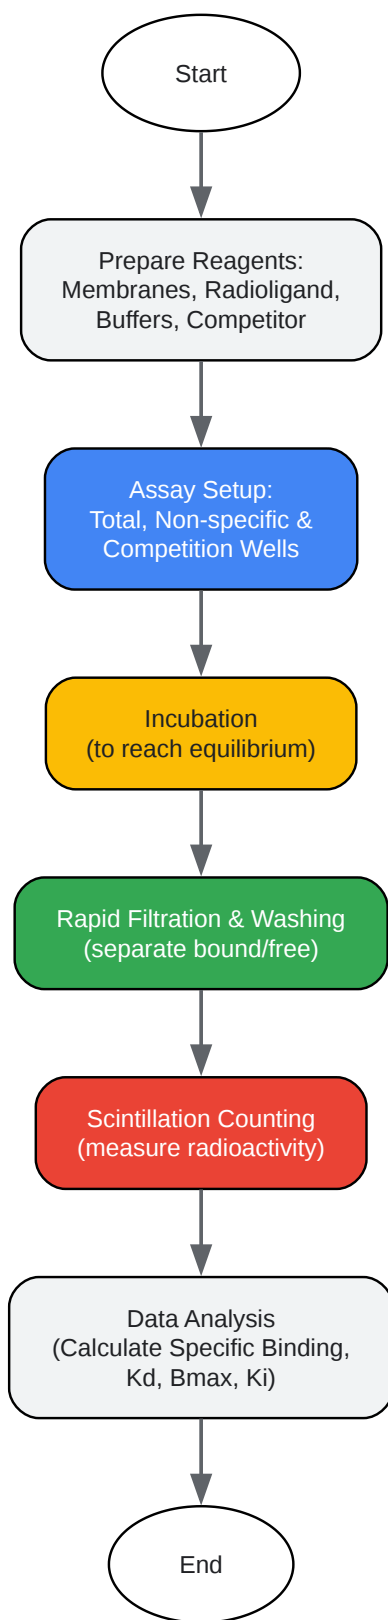 Start
Prepare Reagents:
Membranes, Radioligand,
Buffers, Competitor
Assay Setup:
Total, Non-specific &
Competition Wells
Incubation
(to reach equilibrium)
Rapid Filtration & Washing
(separate bound/free)
Scintillation Counting
(measure radioactivity)
Data Analysis
(Calculate Specific Binding,
Kd, Bmax, Ki)
End